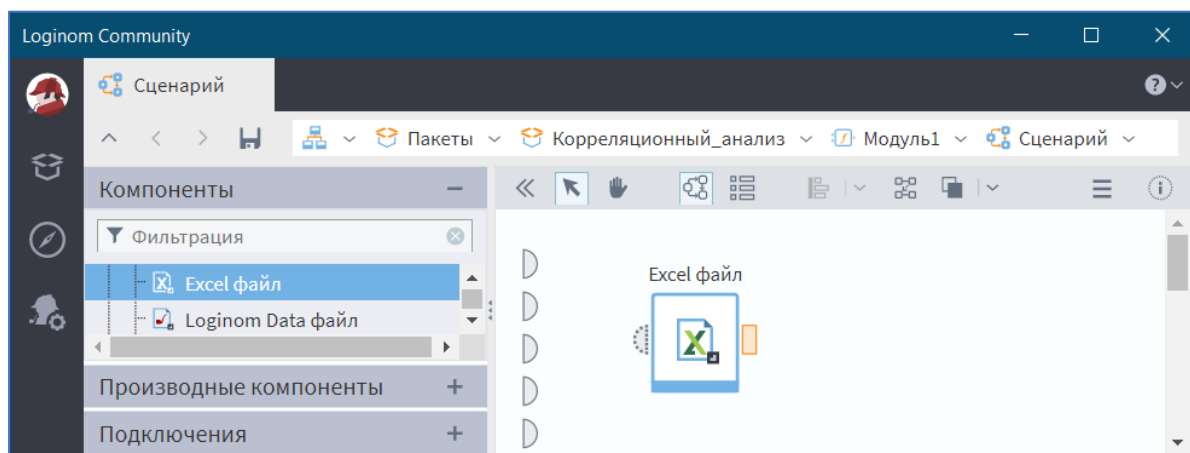 Loginom Community
Сценарий
Пакеты Корреляционный_анализ Модуль1 Сценарий
Компоненты
Фильтрация
Excel файл
Excel файл
Loginom Data файл
Производные компоненты
Подключения